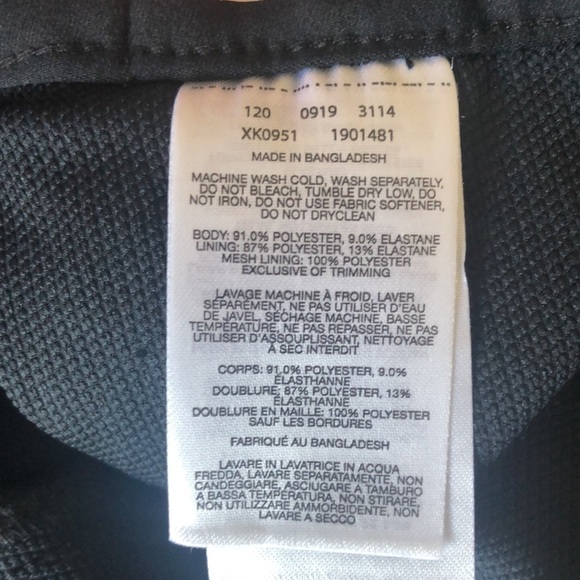 120 0919 3114
XK0951 1901481
MADE IN BANGLADESH
MACHINE WASH COLD, WASH SEPARATELY,
DO NOT BLEACH, TUMBLE DRY LOW, DO
NOT IRON, DO NOT USE FABRIC SOFTENER,
DO NOT DRYCLEAN
BODY: 91.0% POLYESTER, 9.0% ELASTANE
LINING: 87% POLYESTER, 13% ELASTANE
MESH LINING: 100% POLYESTER
EXCLUSIVE OF TRIMMING
LAVAGE MACHINE À FROID, LAVER
SÉPARÉMENT, NE PAS UTILISER D'EAU
DE JAVEL, SÉCHAGE MACHINE, BASSE
TEMPÉRATURE, NE PAS REPASSER, NE PAS
UTILISER D'ASSOUPLISSANT, NETTOYAGE
À SEC INTERDIT
CORPS: 91.0% POLYESTER, 9.0%
ÉLASTHANNE
DOUBLURE: 87% POLYESTER, 13%
ÉLASTHANNE
DOUBLURE EN MAILLE: 100% POLYESTER
SAUF LES BORDURES
FABRIQUÉ AU BANGLADESH
LAVARE IN LAVATRICE IN ACQUA
FREDDA, LAVARE SEPARATAMENTE, NON
CANDEGGIARE, ASCIUGARE A TAMBURO
A BASSA TEMPERATURA, NON STIRARE,
NON UTILIZZARE AMMORBIDENTE, NON
LAVARE A SECCO